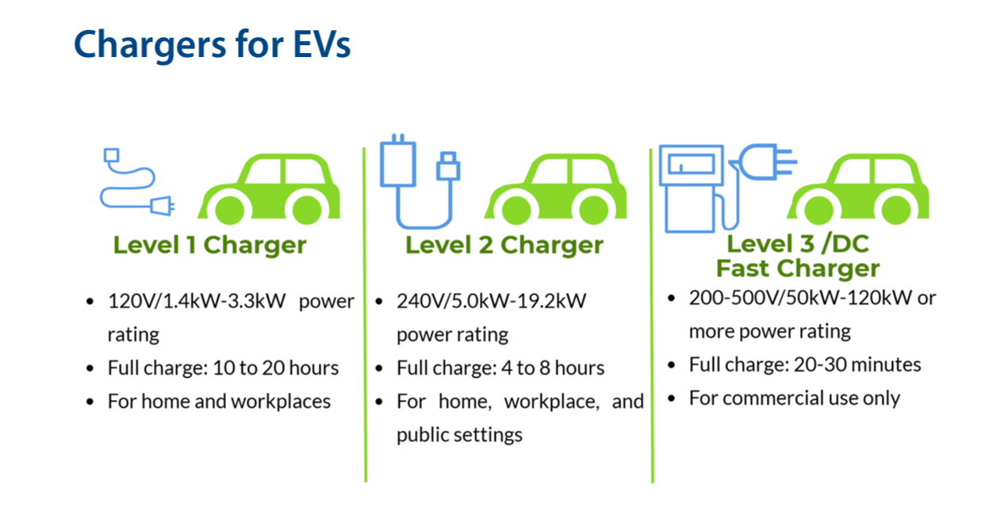 Chargers for EVs
Level 1 Charger
• 120V/1.4kW-3.3kW power
rating
• Full charge: 10 to 20 hours
• For home and workplaces
Level 2 Charger
• 240V/5.0kW-19.2kW
power rating
• Full charge: 4 to 8 hours
• For home, workplace, and
public settings
Level 3 /DC
Fast Charger
• 200-500V/50kW-120kW or
more power rating
• Full charge: 20-30 minutes
• For commercial use only